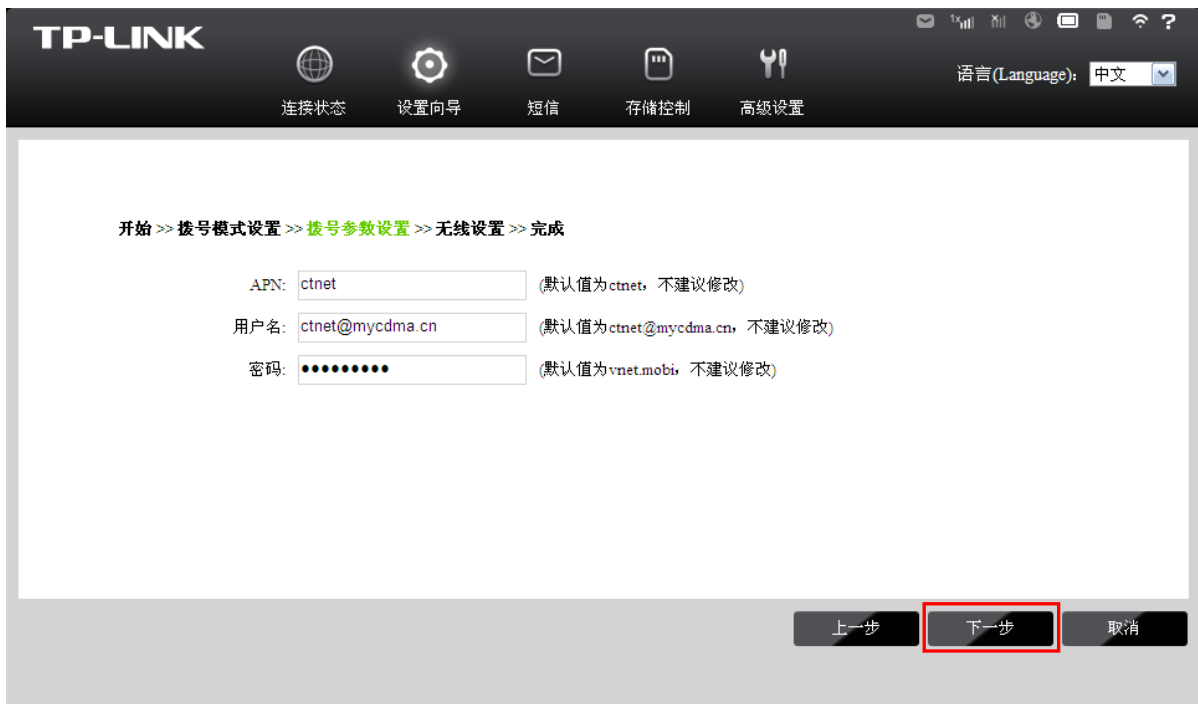 TP-LINK
1x
语言(Language): 中文
连接状态 设置向导 短信 存储控制 高级设置
开始 >> 拨号模式设置 >> 拨号参数设置 >> 无线设置 >> 完成
APN: ctnet (默认值为ctnet，不建议修改)
用户名: ctnet@mycdma.cn (默认值为ctnet@mycdma.cn，不建议修改)
密码: ●●●●●●●●● (默认值为vnet.mobi，不建议修改)
上一步 下一步 取消